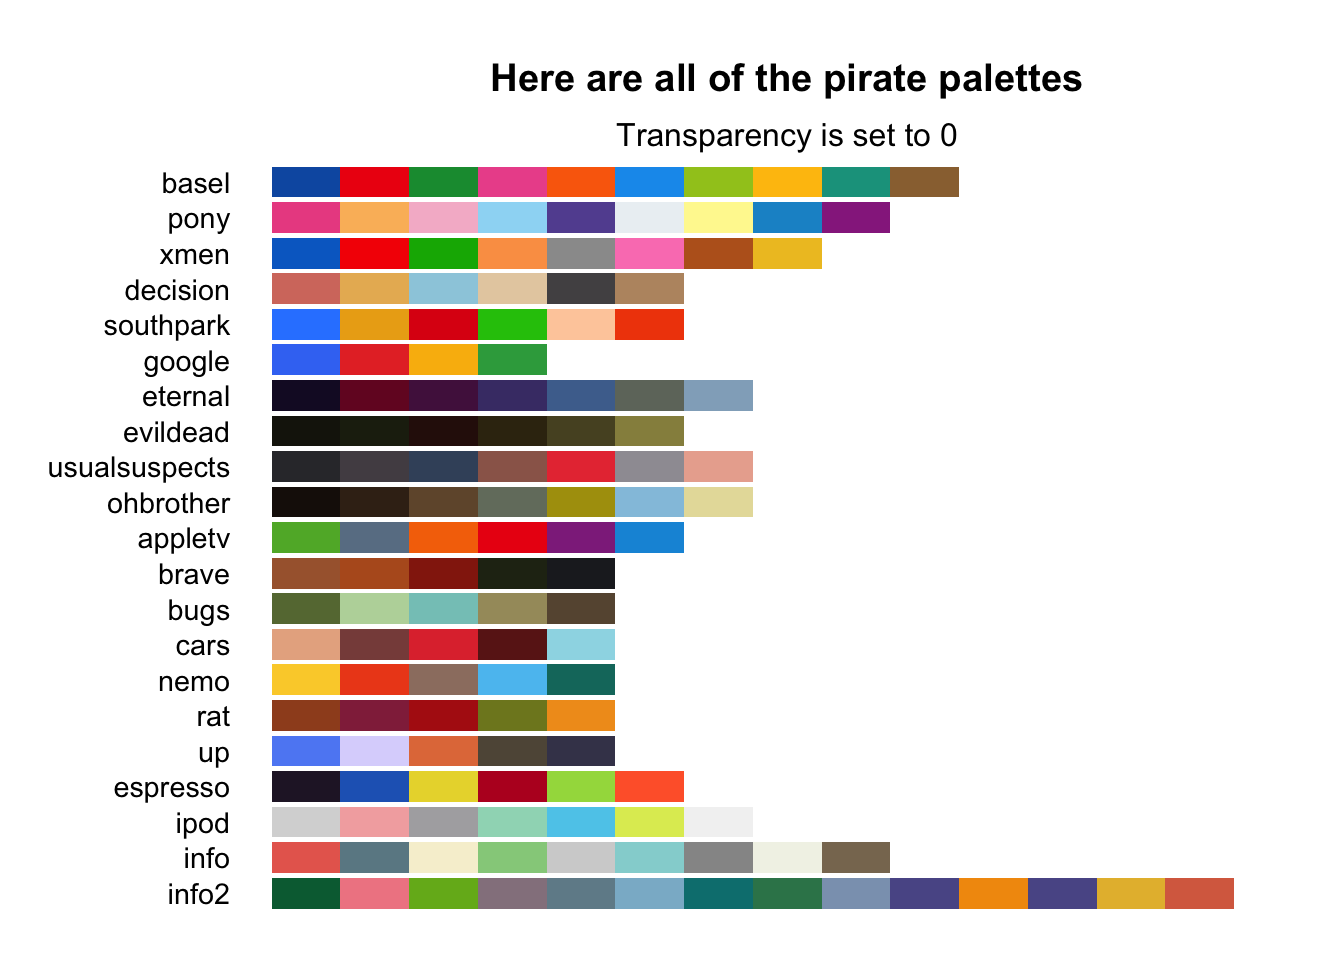 Here are all of the pirate palettes
Transparency is set to 0
basel
pony
xmen
decision
southpark
google
eternal
evildead
usualsuspects
ohbrother
appletv
brave
bugs
cars
nemo
rat
up
espresso
ipod
info
info2